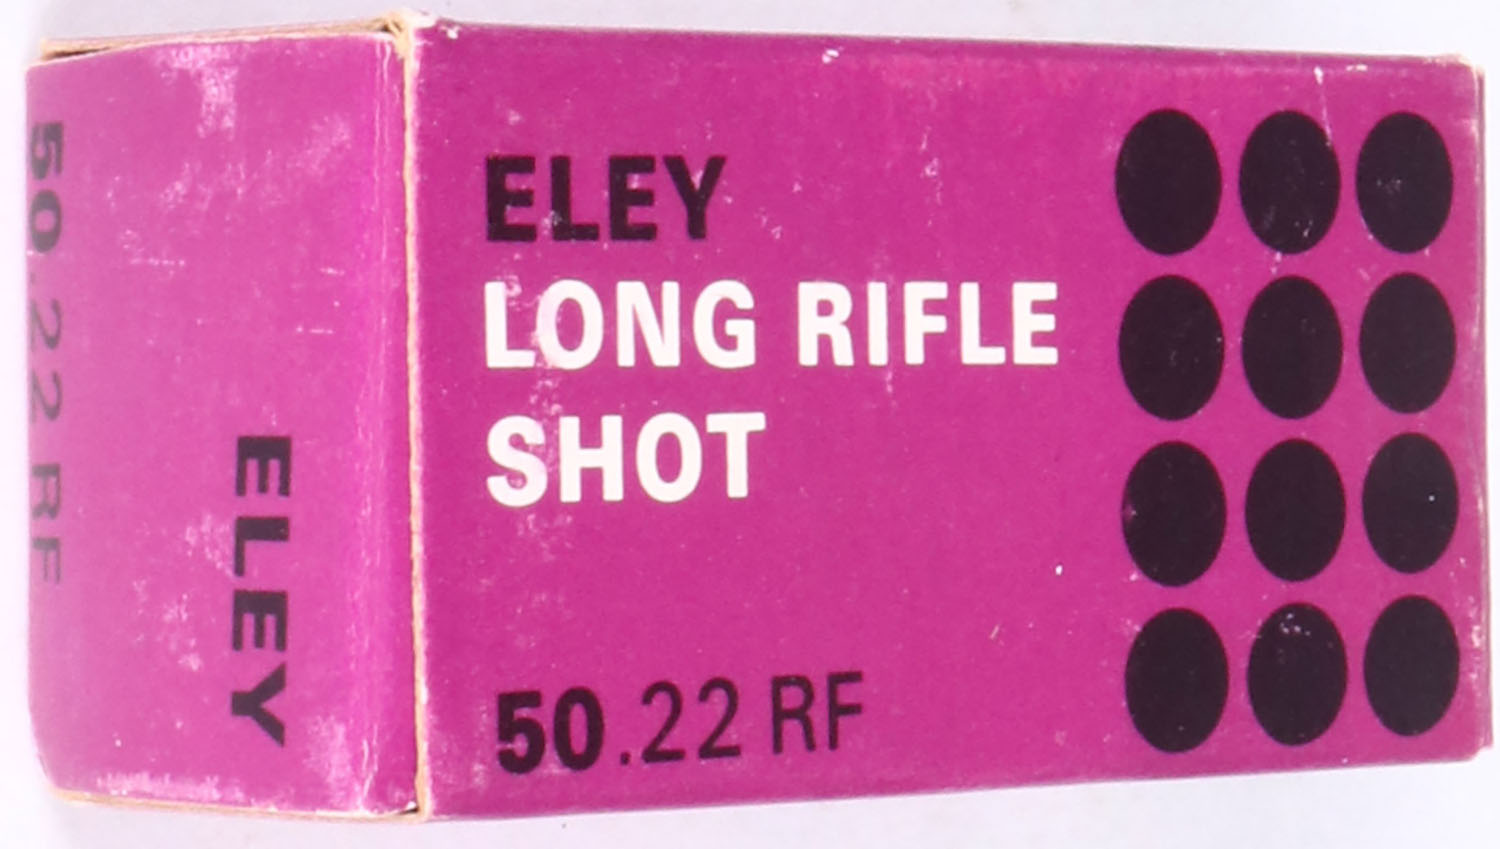 50.22 RF
ELEY
ELEY
LONG RIFLE
SHOT
50.22 RF